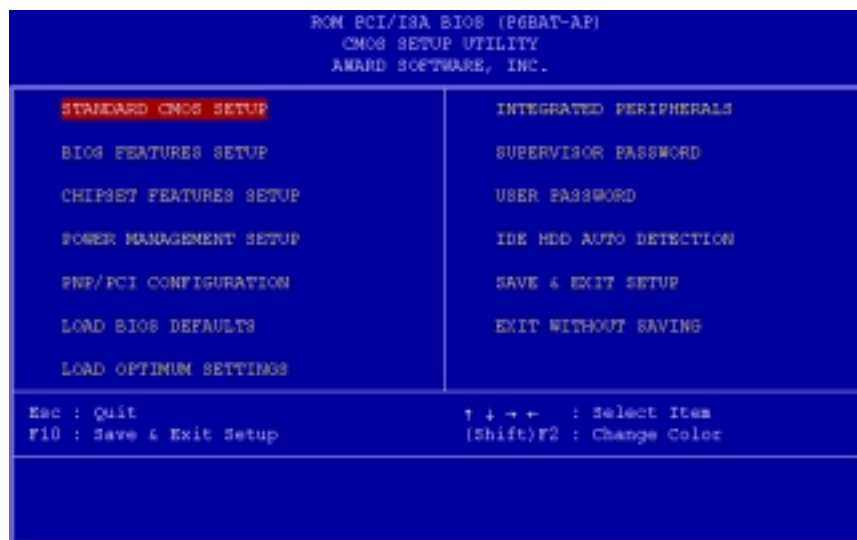 ROM PCI/ISA BIOS (P6BAT-AP)
CMOS SETUP UTILITY
AWARD SOFTWARE, INC.
STANDARD CMOS SETUP
BIOS FEATURES SETUP
CHIPSET FEATURES SETUP
POWER MANAGEMENT SETUP
PNP/PCI CONFIGURATION
LOAD BIOS DEFAULTS
LOAD OPTIMUM SETTINGS
INTEGRATED PERIPHERALS
SUPERVISOR PASSWORD
USER PASSWORD
IDE HDD AUTO DETECTION
SAVE & EXIT SETUP
EXIT WITHOUT SAVING
Esc : Quit
F10 : Save & Exit Setup
↑ ↓ → ← : Select Item
(Shift)F2 : Change Color